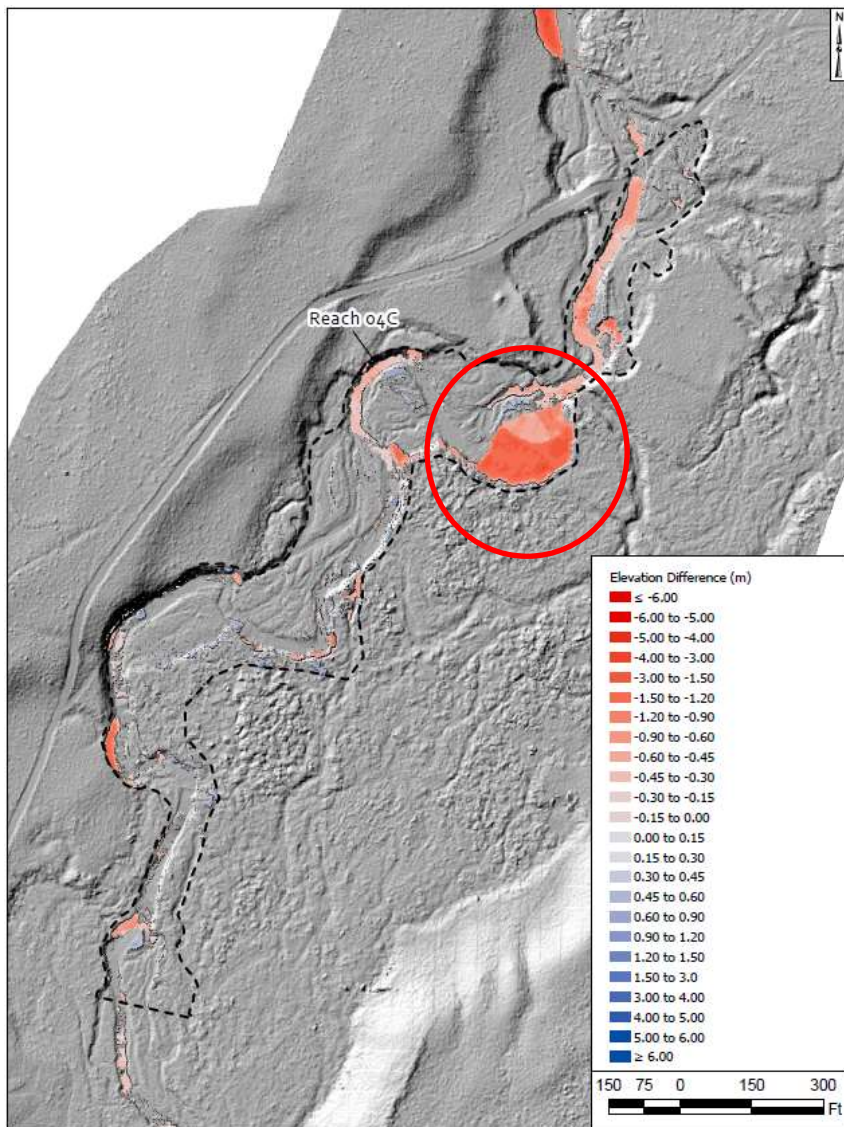 N
Reach 04C
Elevation Difference (m)
≤ -6.00
-6.00 to -5.00
-5.00 to -4.00
-4.00 to -3.00
-3.00 to -1.50
-1.50 to -1.20
-1.20 to -0.90
-0.90 to -0.60
-0.60 to -0.45
-0.45 to -0.30
-0.30 to -0.15
-0.15 to 0.00
0.00 to 0.15
0.15 to 0.30
0.30 to 0.45
0.45 to 0.60
0.60 to 0.90
0.90 to 1.20
1.20 to 1.50
1.50 to 3.0
3.00 to 4.00
4.00 to 5.00
5.00 to 6.00
≥ 6.00
150 75 0 150 300
Ft